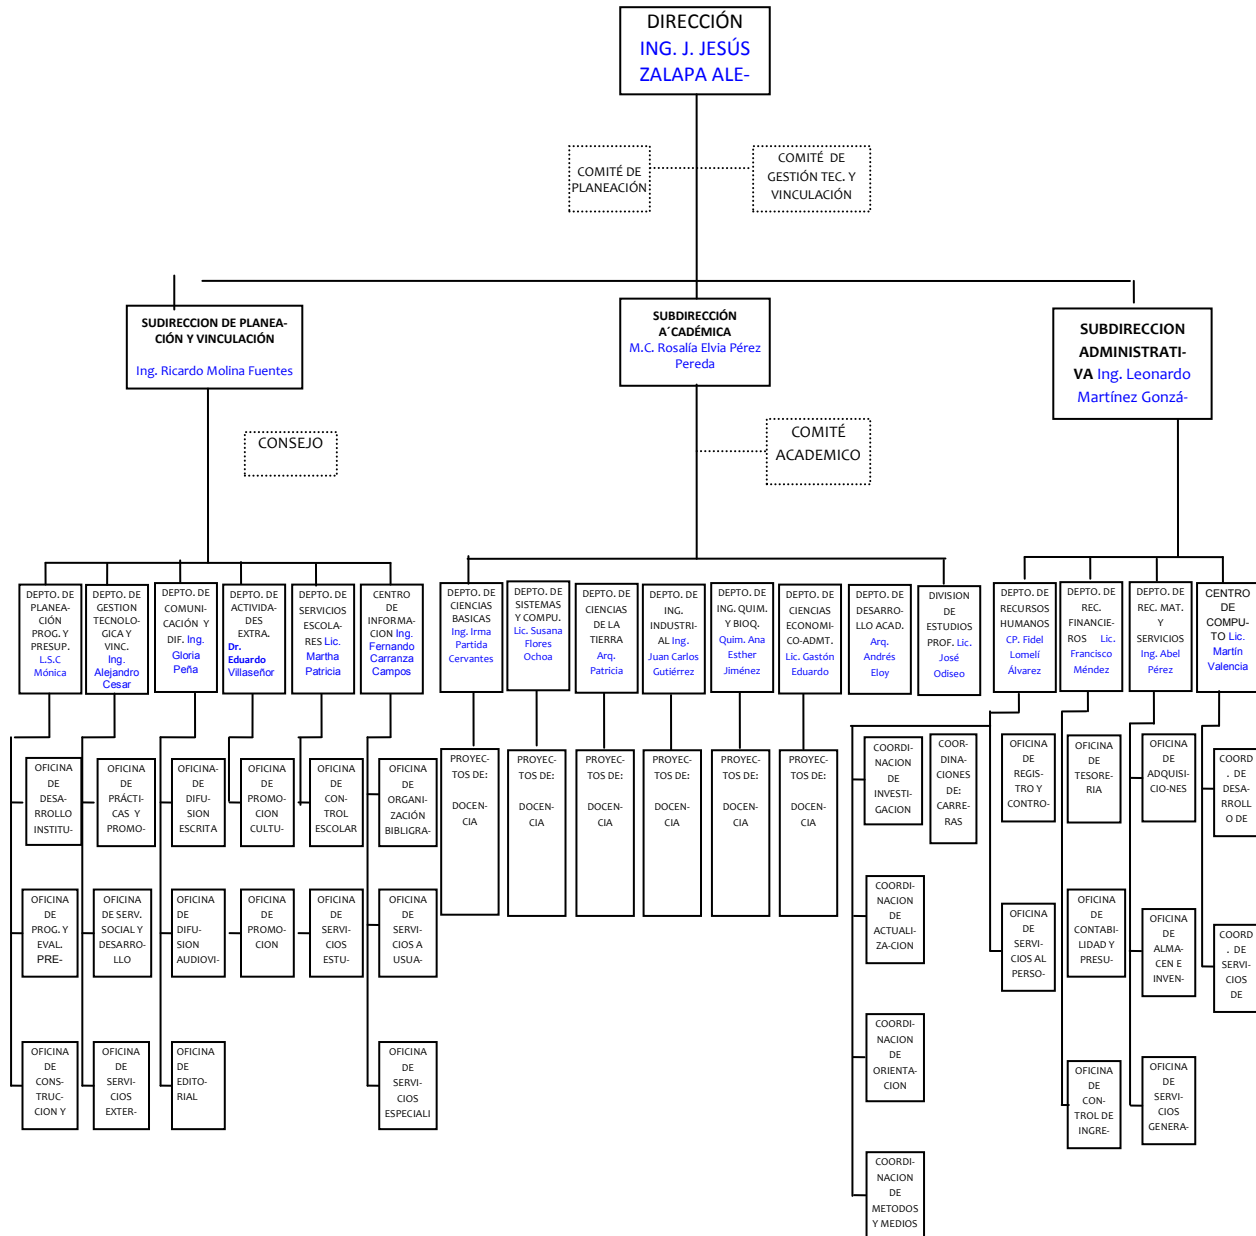 DIRECCIÓN
ING. J. JESÚS
ZALAPA ALE-
COMITÉ DE
PLANEACIÓN
COMITÉ DE
GESTIÓN TEC. Y
VINCULACIÓN
SUDIRECCION DE PLANEA-
CIÓN Y VINCULACIÓN
Ing. Ricardo Molina Fuentes
SUBDIRECCIÓN
A´CADÉMICA
M.C. Rosalía Elvia Pérez
Pereda
SUBDIRECCION
ADMINISTRATI-
VA Ing. Leonardo
Martínez Gonzá-
CONSEJO
COMITÉ
ACADEMICO
DEPTO. DE
PLANEA-
CIÓN
PROG. Y
PRESUP.
L.S.C
Mónica
DEPTO. DE
GESTION
TECNOLO-
GICA Y
VINC.
Ing.
Alejandro
Cesar
DEPTO. DE
COMUNI-
CACIÓN Y
DIF. Ing.
Gloria
Peña
DEPTO. DE
ACTIVIDA-
DES
EXTRA.
Dr.
Eduardo
Villaseñor
DEPTO. DE
SERVICIOS
ESCOLA-
RES Lic.
Martha
Patricia
CENTRO
DE
INFORMA-
CION Ing.
Fernando
Carranza
Campos
DEPTO. DE
CIENCIAS
BASICAS
Ing. Irma
Partida
Cervantes
DEPTO. DE
SISTEMAS
Y COMPU.
Lic. Susana
Flores
Ochoa
DEPTO. DE
CIENCIAS
DE LA
TIERRA
Arq.
Patricia
DEPTO. DE
ING.
INDUSTRI-
AL Ing.
Juan Carlos
Gutiérrez
DEPTO. DE
ING. QUIM.
Y BIOQ.
Quim. Ana
Esther
Jiménez
DEPTO. DE
CIENCIAS
ECONOMI-
CO-ADMT.
Lic. Gastón
Eduardo
DEPTO. DE
DESARRO-
LLO ACAD.
Arq.
Andrés
Eloy
DIVISION
DE
ESTUDIOS
PROF. Lic.
José
Odiseo
DEPTO. DE
RECURSOS
HUMANOS
CP. Fidel
Lomelí
Álvarez
DEPTO. DE
REC.
FINANCIE-
ROS Lic.
Francisco
Méndez
DEPTO. DE
REC. MAT.
Y
SERVICIOS
Ing. Abel
Pérez
CENTRO
DE
COMPU-
TO Lic.
Martín
Valencia
OFICINA
DE
DESA-
RROLLO
INSTITU-
OFICINA
DE
PRÁCTI-
CAS Y
PROMO-
OFICINA-
DE
DIFU-
SION
ESCRITA
OFICINA
DE
PROMO-
CION
CULTU-
OFICINA
DE
CON-
TROL
ESCOLAR
OFICINA
DE
ORGANI-
ZACIÓN
BIBLIGRA-
PROYEC-
TOS DE:
DOCEN-
CIA
PROYEC-
TOS DE:
DOCEN-
CIA
PROYEC-
TOS DE:
DOCEN-
CIA
PROYEC-
TOS DE:
DOCEN-
CIA
PROYEC-
TOS DE:
DOCEN-
CIA
PROYEC-
TOS DE:
DOCEN-
CIA
COORDI-
NACION
DE
INVESTI-
GACION
COOR-
DINA-
CIONES
DE:
CARRE-
RAS
OFICINA
DE
REGIS-
TRO Y
CONTRO-
OFICINA
DE
TESORE-
RIA
OFICINA
DE
ADQUISI-
CIO-NES
COORD
. DE
DESA-
RROLL
O DE
OFICINA
DE
PROG. Y
EVAL.
PRE-
OFICINA
DE SERV.
SOCIAL Y
DESARRO-
LLO
OFICINA
DE
DIFU-
SION
AUDIOVI-
OFICINA
DE
PROMO-
CION
OFICINA
DE
SERVI-
CIOS
ESTU-
OFICINA
DE
SERVI-
CIOS A
USUA-
COORDI-
NACION
DE
ACTUALI-
ZA-CION
OFICINA
DE
SERVI-
CIOS AL
PERSO-
OFICINA
DE
CONTABI-
LIDAD Y
PRESU-
OFICINA
DE
ALMA-
CEN E
INVEN-
COORD
. DE
SERVI-
CIOS
DE
OFICINA
DE
CONS-
TRUC-
CION Y
OFICINA
DE
SERVI-
CIOS
EXTER-
OFICINA
DE
EDITO-
RIAL
OFICINA
DE
SERVI-
CIOS
ESPECIALI
COORDI-
NACION
DE
ORIENTA-
CION
OFICINA
DE
CON-
TROL DE
INGRE-
OFICINA
DE
SERVI-
CIOS
GENERA-
COORDI-
NACION
DE
METODOS
Y MEDIOS